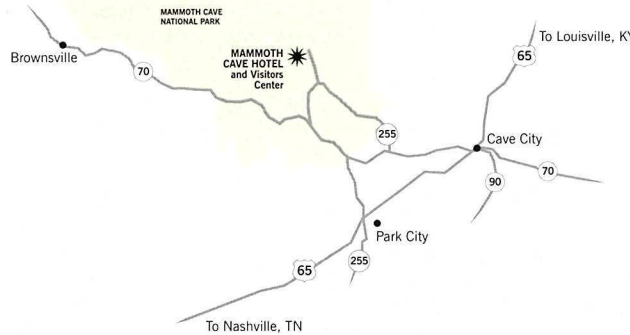 MAMMOTH CAVE
NATIONAL PARK
To Louisville, KY
65
MAMMOTH
CAVE HOTEL
and Visitors
Center
Brownsville
70
255
Cave City
70
90
Park City
255
65
To Nashville, TN